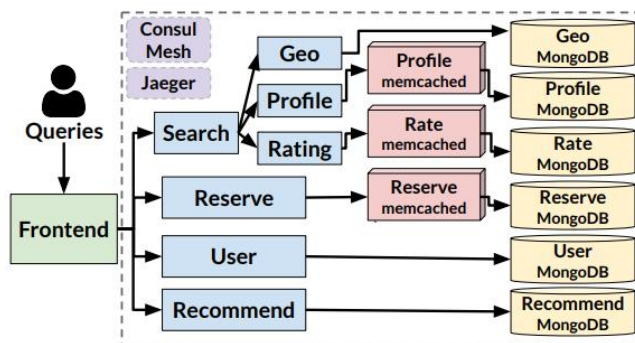 Consul
Mesh
Jaeger
Queries
Frontend
Search
Geo
Profile
Rating
Reserve
User
Recommend
Profile
memcached
Rate
memcached
Reserve
memcached
Geo
MongoDB
Profile
MongoDB
Rate
MongoDB
Reserve
MongoDB
User
MongoDB
Recommend
MongoDB